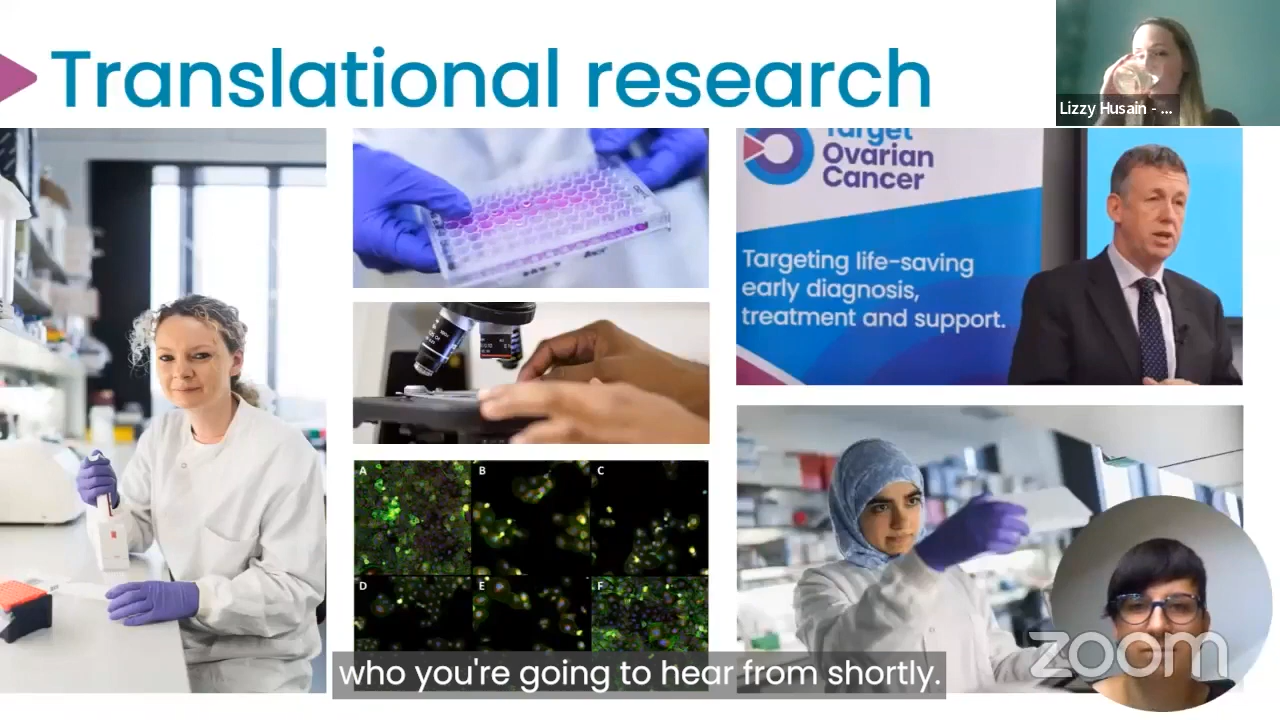 Translational research
Lizzy Husain - ...
Target
Ovarian
Cancer
Targeting life-saving
early diagnosis,
treatment and support.
A
B
C
D
E
F
who you're going to hear from shortly.
zoom